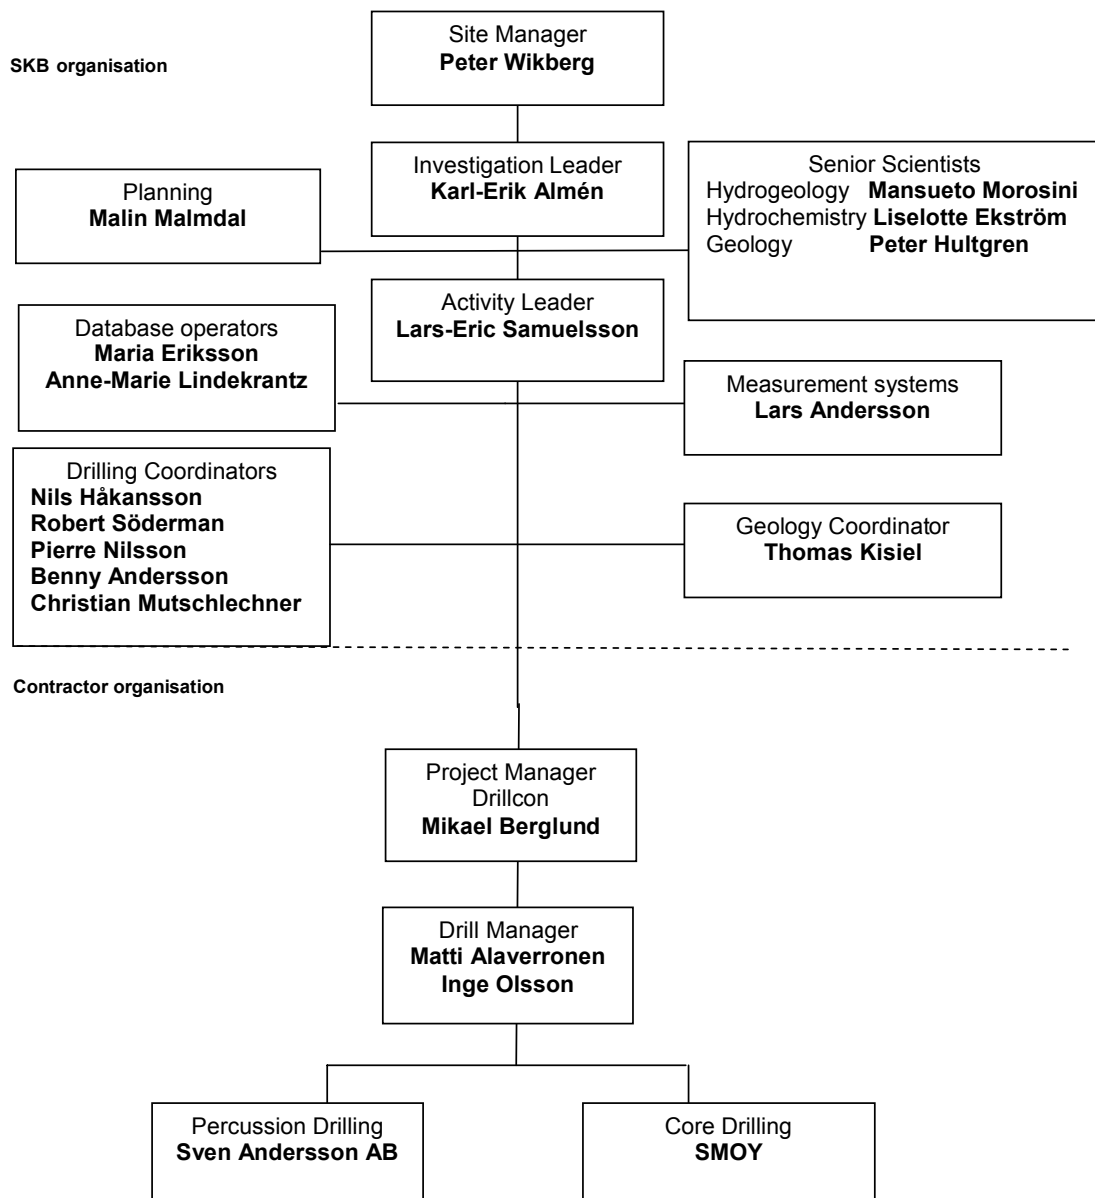 Site Manager
Peter Wikberg
SKB organisation
Investigation Leader
Karl-Erik Almén
Senior Scientists
Hydrogeology Mansueto Morosini
Hydrochemistry Liselotte Ekström
Geology Peter Hultgren
Planning
Malin Malmdal
Activity Leader
Lars-Eric Samuelsson
Database operators
Maria Eriksson
Anne-Marie Lindekrantz
Measurement systems
Lars Andersson
Drilling Coordinators
Nils Håkansson
Robert Söderman
Pierre Nilsson
Benny Andersson
Christian Mutschlechner
Geology Coordinator
Thomas Kisiel
Contractor organisation
Project Manager
Drillcon
Mikael Berglund
Drill Manager
Matti Alaverronen
Inge Olsson
Percussion Drilling
Sven Andersson AB
Core Drilling
SMOY